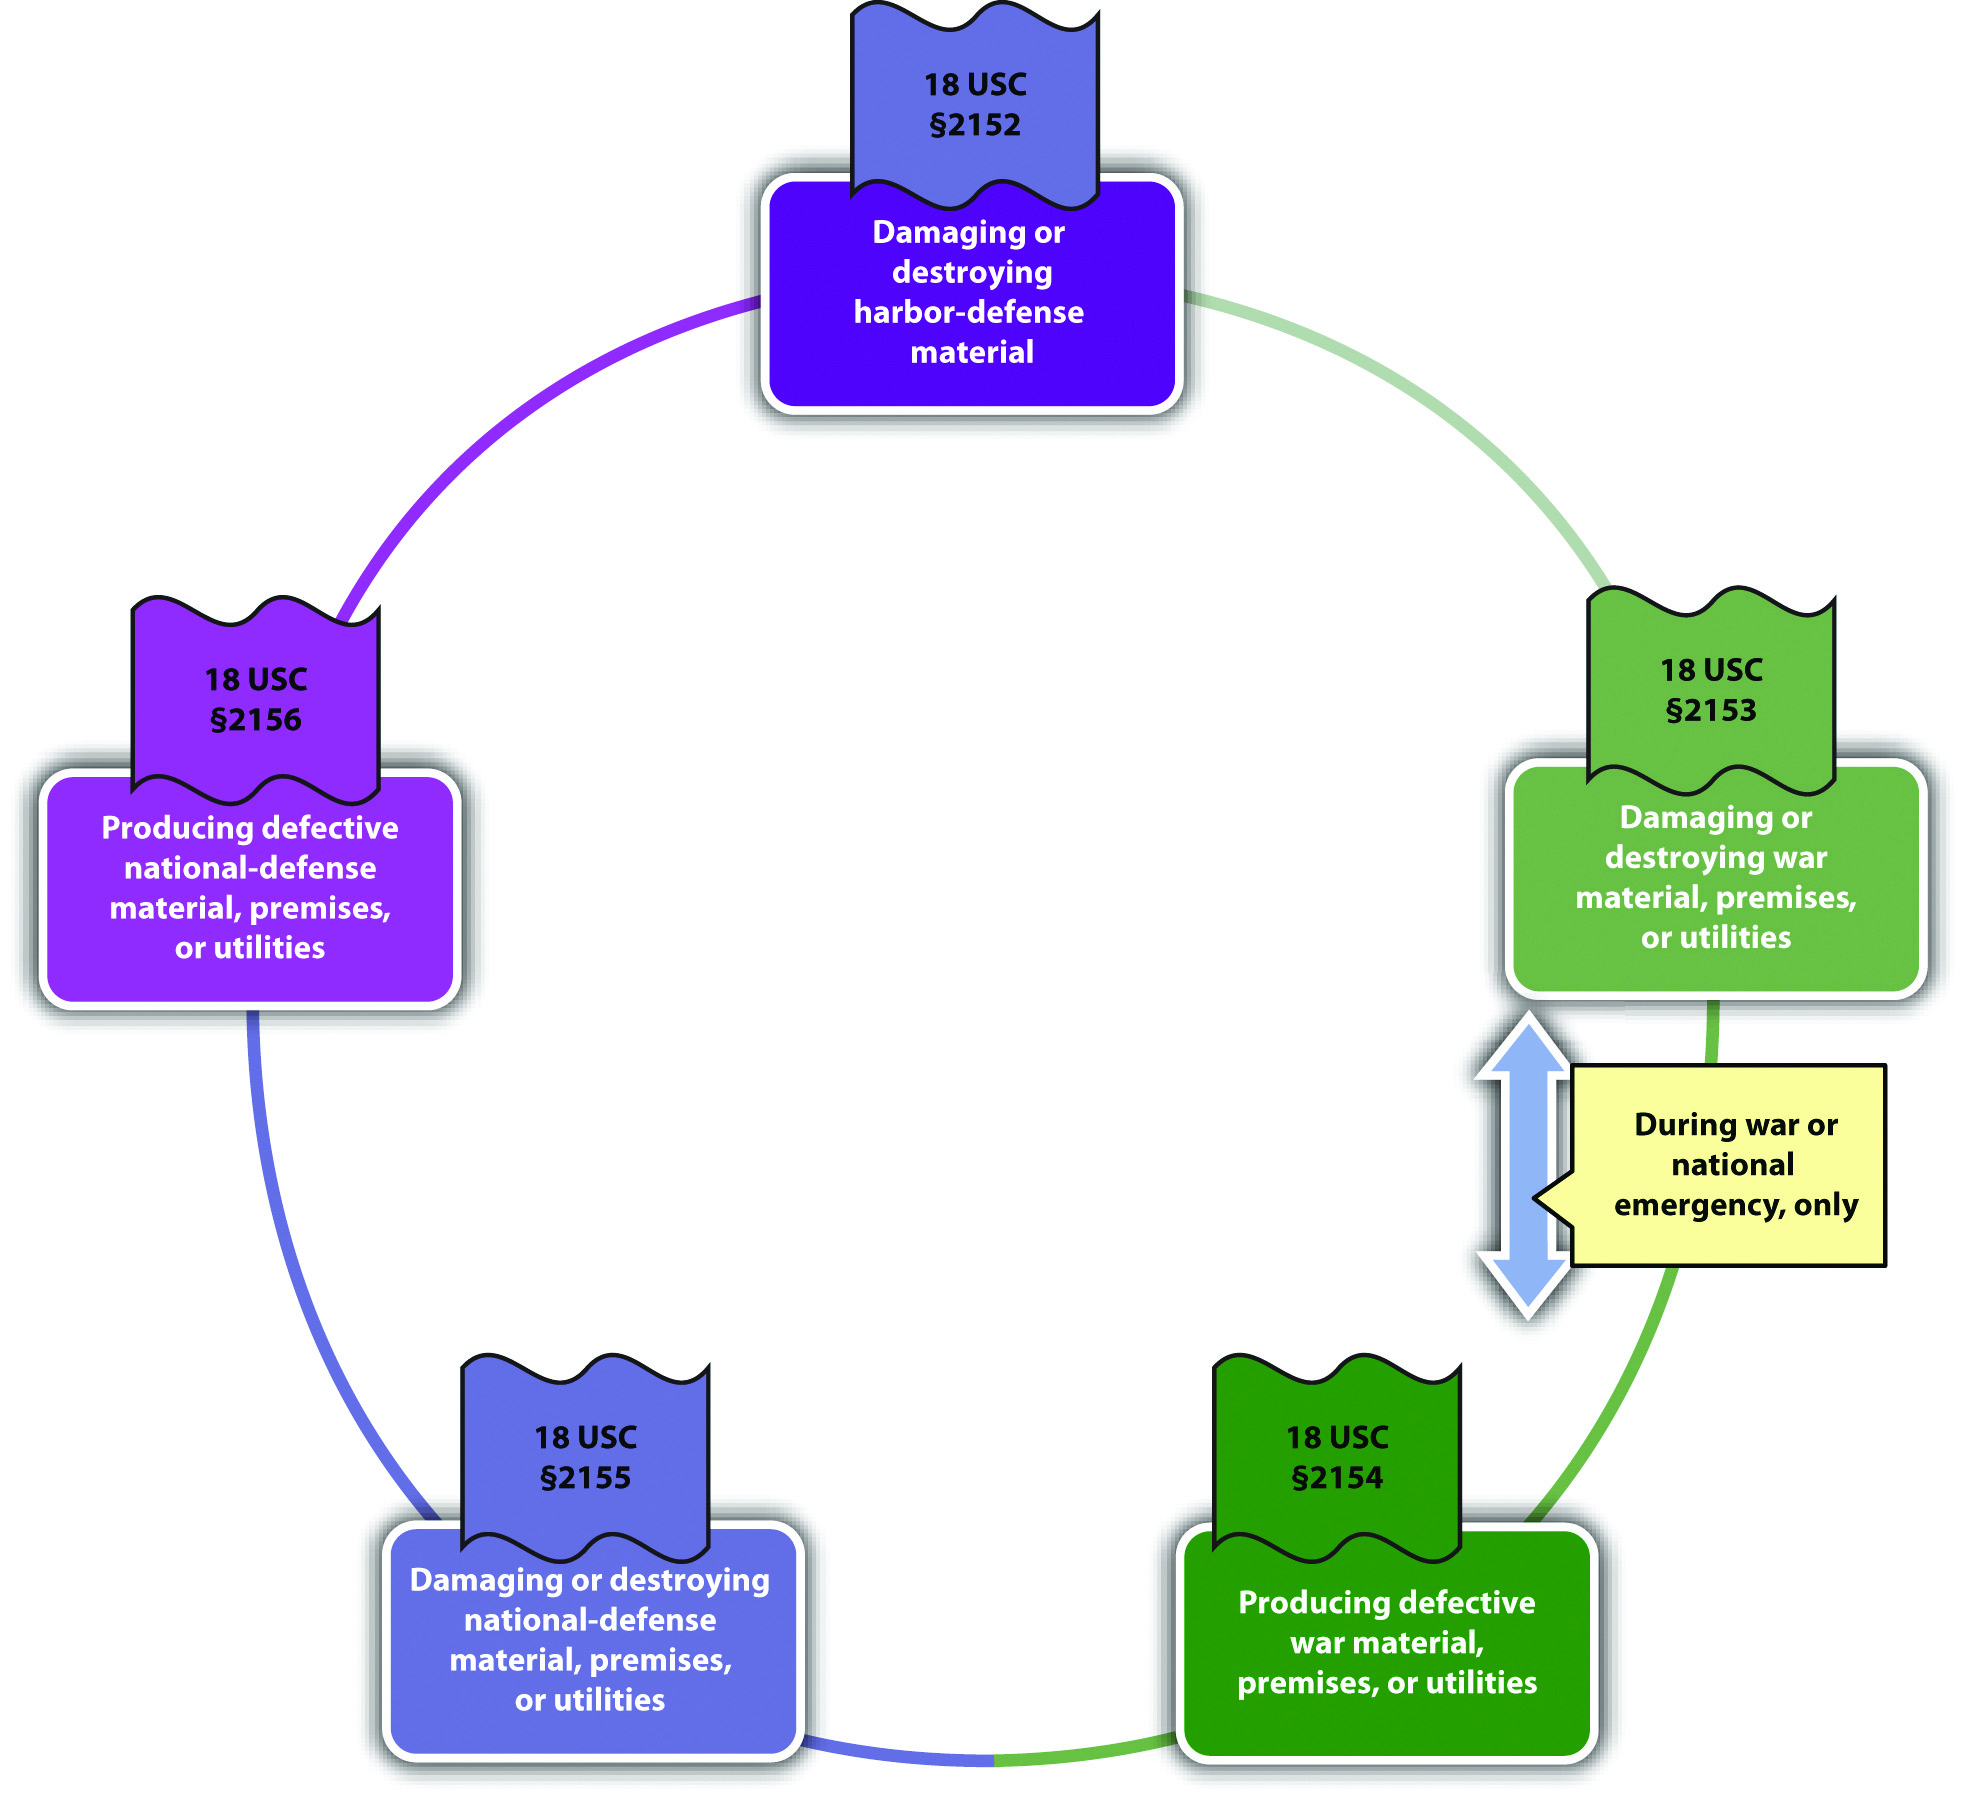 18 USC
§2152
Damaging or
destroying
harbor-defense
material
18 USC
§2153
Damaging or
destroying war
material, premises,
or utilities
During war or
national
emergency, only
18 USC
§2154
Producing defective
war material,
premises, or utilities
18 USC
§2155
Damaging or destroying
national-defense
material, premises,
or utilities
18 USC
§2156
Producing defective
national-defense
material, premises,
or utilities